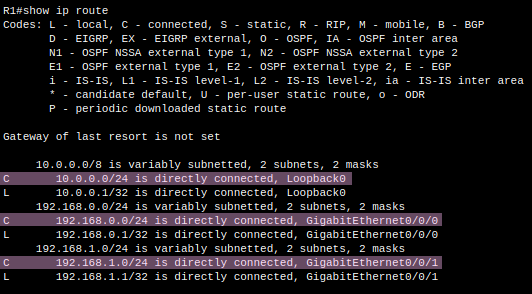 R1#show ip route
Codes: L - local, C - connected, S - static, R - RIP, M - mobile, B - BGP
D - EIGRP, EX - EIGRP external, O - OSPF, IA - OSPF inter area
N1 - OSPF NSSA external type 1, N2 - OSPF NSSA external type 2
E1 - OSPF external type 1, E2 - OSPF external type 2, E - EGP
i - IS-IS, L1 - IS-IS level-1, L2 - IS-IS level-2, ia - IS-IS inter area
* - candidate default, U - per-user static route, o - ODR
P - periodic downloaded static route
Gateway of last resort is not set
10.0.0.0/8 is variably subnetted, 2 subnets, 2 masks
C 10.0.0.0/24 is directly connected, Loopback0
L 10.0.0.1/32 is directly connected, Loopback0
192.168.0.0/24 is variably subnetted, 2 subnets, 2 masks
C 192.168.0.0/24 is directly connected, GigabitEthernet0/0/0
L 192.168.0.1/32 is directly connected, GigabitEthernet0/0/0
192.168.1.0/24 is variably subnetted, 2 subnets, 2 masks
C 192.168.1.0/24 is directly connected, GigabitEthernet0/0/1
L 192.168.1.1/32 is directly connected, GigabitEthernet0/0/1